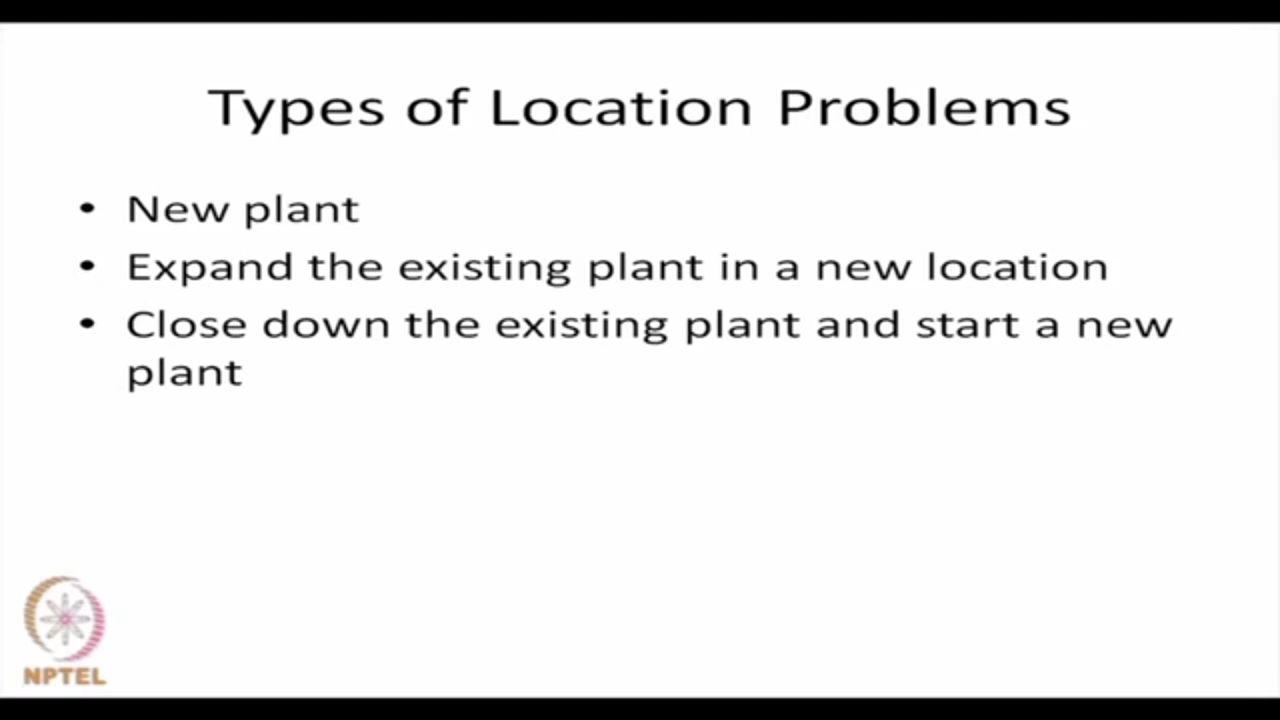 Types of Location Problems
• New plant
• Expand the existing plant in a new location
• Close down the existing plant and start a new
plant
NPTEL